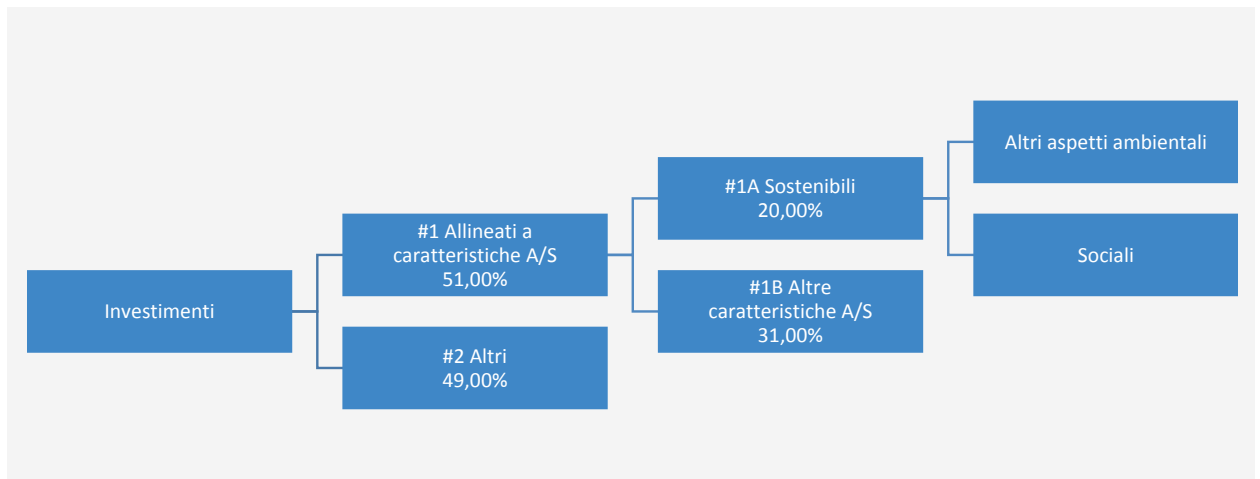 Investimenti
#1 Allineati a
caratteristiche A/S
51,00%
#2 Altri
49,00%
#1A Sostenibili
20,00%
#1B Altre
caratteristiche A/S
31,00%
Altri aspetti ambientali
Sociali